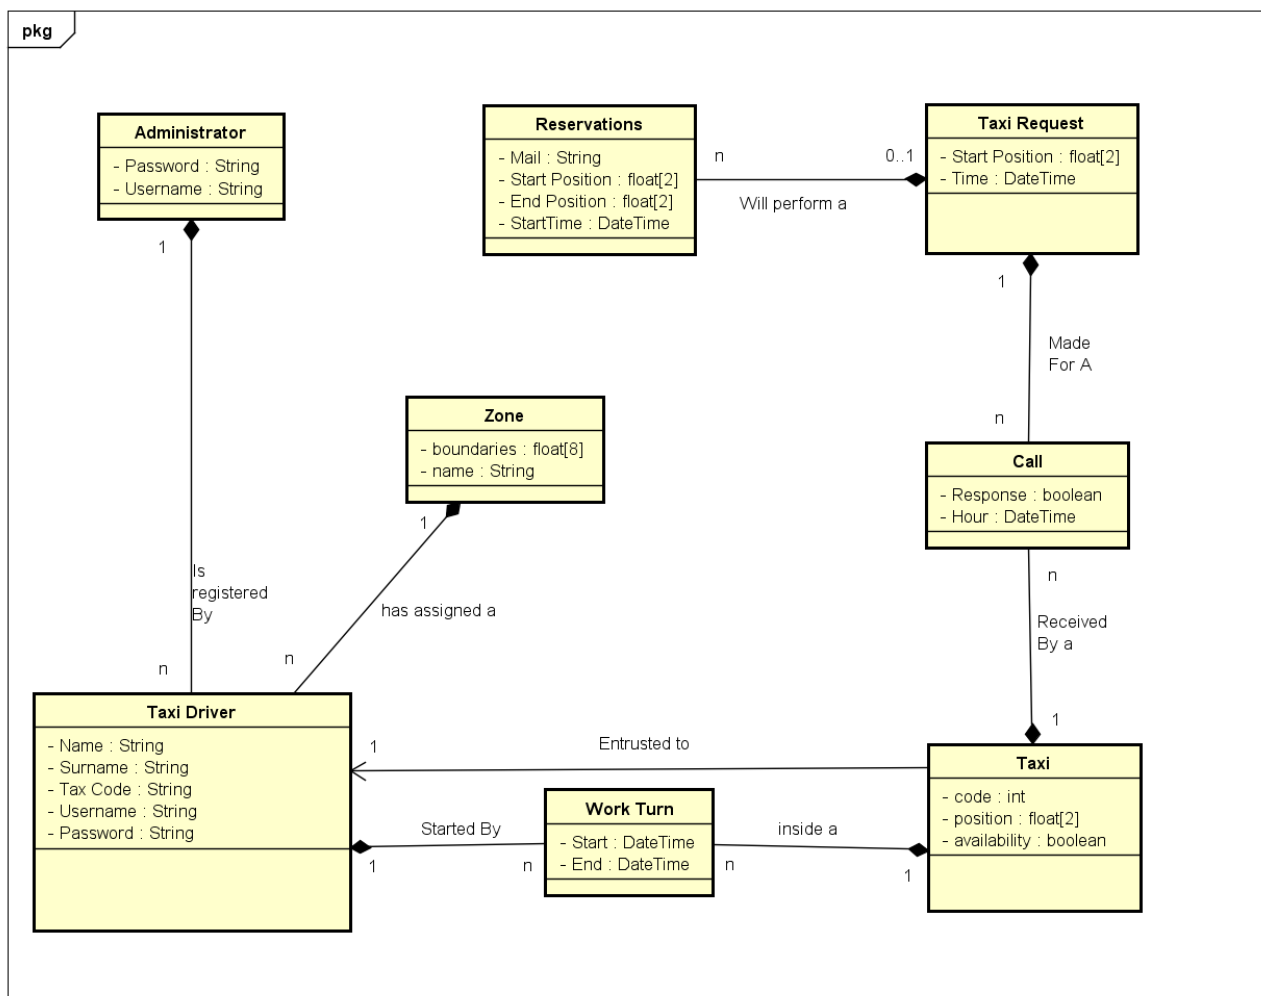 pkg
Administrator
- Password : String
- Username : String
1
Is
registered
By
n
Reservations
- Mail : String
- Start Position : float[2]
- End Position : float[2]
- StartTime : DateTime
n
0..1
Will perform a
Taxi Request
- Start Position : float[2]
- Time : DateTime
1
Made
For A
n
Zone
- boundaries : float[8]
- name : String
1
has assigned a
n
Call
- Response : boolean
- Hour : DateTime
n
Received
By a
1
Taxi Driver
- Name : String
- Surname : String
- Tax Code : String
- Username : String
- Password : String
1
Entrusted to
Started By
1
n
Work Turn
- Start : DateTime
- End : DateTime
inside a
n
1
Taxi
- code : int
- position : float[2]
- availability : boolean